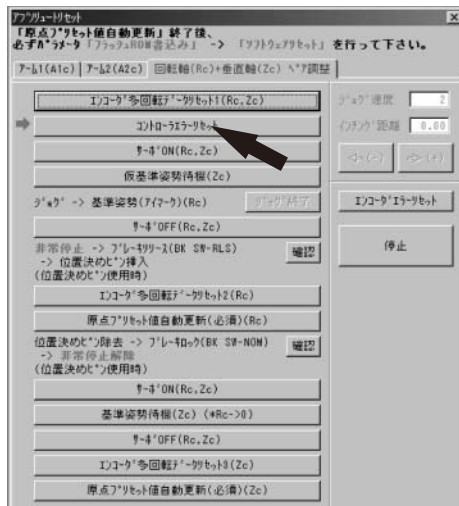 アブソリュートリセット
「原点プリセット値自動更新」終了後、
必ずパラメータ「フラッシュROM書込み」 -> 「ソフトウェアリセット」を行って下さい。
アーム1(A1c) アーム2(A2c) 回転軸(Rc)+垂直軸(Zc) ペア調整
エンコーダ多回転データリセット1(Rc,Zc)
コントローラエラーリセット
サーボON(Rc,Zc)
仮基準姿勢待機(Zc)
ジョグ -> 基準姿勢(アイマーク)(Rc) ジョグ終了
サーボOFF(Rc,Zc)
非常停止 -> ブレーキリリース(BK SW-RLS)
-> 位置決めピン挿入
(位置決めピン使用時)
確認
エンコーダ多回転データリセット2(Rc)
原点プリセット値自動更新(必須)(Rc)
位置決めピン除去 -> ブレーキロック(BK SW-NOM)
-> 非常停止解除
(位置決めピン使用時)
確認
サーボON(Rc,Zc)
基準姿勢待機(Zc) (*Rc->0)
サーボOFF(Rc,Zc)
エンコーダ多回転データリセット3(Zc)
原点プリセット値自動更新(必須)(Zc)
ジョグ速度 2
インチング距離 0.00
<-(-) ->(+)
エンコーダエラーリセット
停止